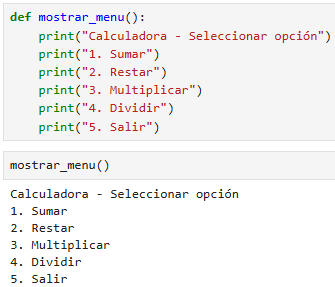 def mostrar_menu():
    print("Calculadora - Seleccionar opción")
    print("1. Sumar")
    print("2. Restar")
    print("3. Multiplicar")
    print("4. Dividir")
    print("5. Salir")
mostrar_menu()
Calculadora - Seleccionar opción
1. Sumar
2. Restar
3. Multiplicar
4. Dividir
5. Salir